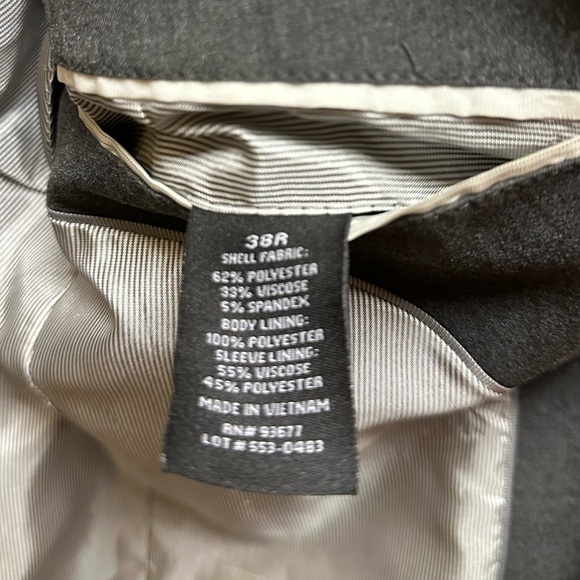 38R
SHELL FABRIC:
62% POLYESTER
33% VISCOSE
5% SPANDEX
BODY LINING:
100% POLYESTER
SLEEVE LINING:
55% VISCOSE
45% POLYESTER
MADE IN VIETNAM
RN# 93677
LOT # 553-0483